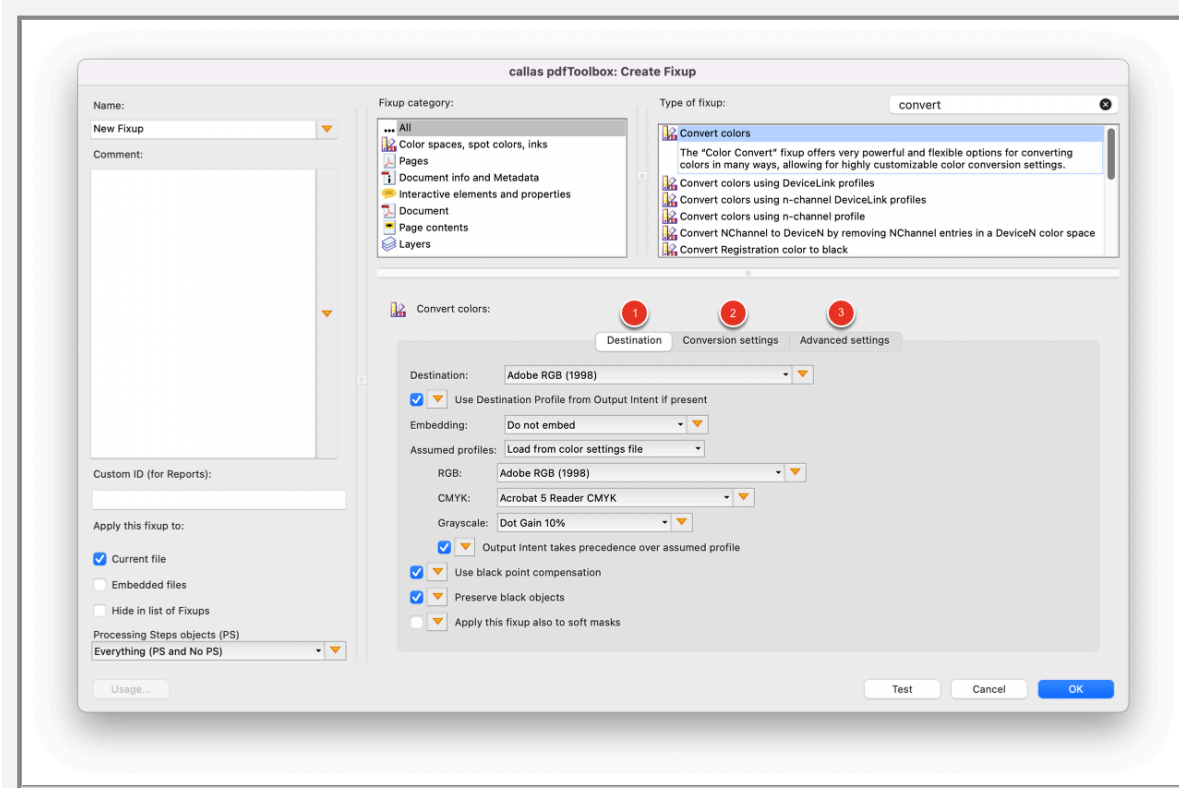 callas pdfToolbox: Create Fixup
Name:
New Fixup
Comment:
Custom ID (for Reports):
Apply this fixup to:
Current file
Embedded files
Hide in list of Fixups
Processing Steps objects (PS)
Everything (PS and No PS)
Usage...
Fixup category:
... All
Color spaces, spot colors, inks
Pages
Document info and Metadata
Interactive elements and properties
Document
Page contents
Layers
Type of fixup:
convert
Convert colors
The "Color Convert" fixup offers very powerful and flexible options for converting
colors in many ways, allowing for highly customizable color conversion settings.
Convert colors using DeviceLink profiles
Convert colors using n-channel DeviceLink profiles
Convert colors using n-channel profile
Convert NChannel to DeviceN by removing NChannel entries in a DeviceN color space
Convert Registration color to black
Convert colors:
1 2 3
Destination Conversion settings Advanced settings
Destination: Adobe RGB (1998)
Use Destination Profile from Output Intent if present
Embedding: Do not embed
Assumed profiles: Load from color settings file
RGB: Adobe RGB (1998)
CMYK: Acrobat 5 Reader CMYK
Grayscale: Dot Gain 10%
Output Intent takes precedence over assumed profile
Use black point compensation
Preserve black objects
Apply this fixup also to soft masks
Test Cancel OK